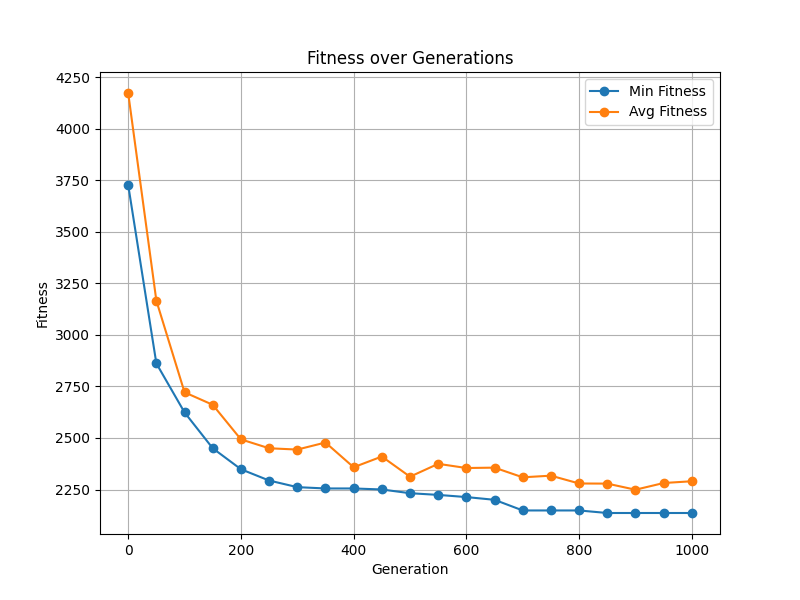 Fitness over Generations
Min Fitness
Avg Fitness
4250
4000
3750
3500
3250
3000
2750
2500
2250
Fitness
0 200 400 600 800 1000
Generation